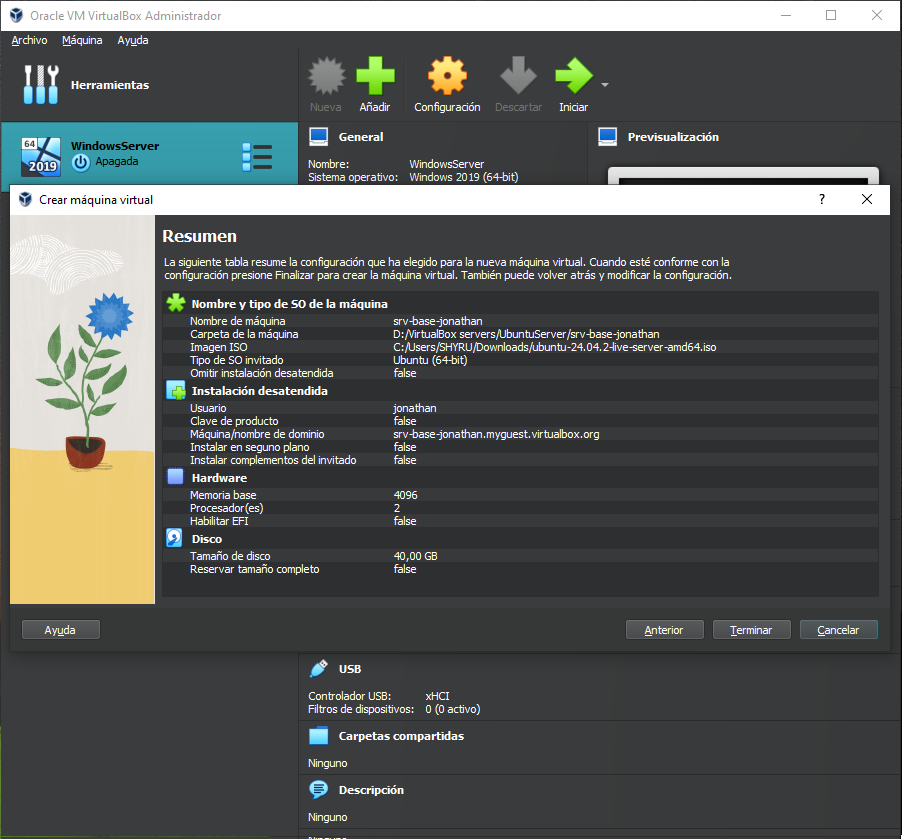 Oracle VM VirtualBox Administrador
Archivo Máquina Ayuda
Herramientas
Nueva Añadir Configuración Descartar Iniciar
64
2019
WindowsServer
Apagada
General
Nombre: WindowsServer
Sistema operativo: Windows 2019 (64-bit)
Previsualización
Crear máquina virtual
?
Resumen
La siguiente tabla resume la configuración que ha elegido para la nueva máquina virtual. Cuando esté conforme con la
configuración presione Finalizar para crear la máquina virtual. También puede volver atrás y modificar la configuración.
Nombre y tipo de SO de la máquina
Nombre de máquina srv-base-jonathan
Carpeta de la máquina D:/VirtualBox servers/UbuntuServer/srv-base-jonathan
Imagen ISO C:/Users/SHYRU/Downloads/ubuntu-24.04.2-live-server-amd64.iso
Tipo de SO invitado Ubuntu (64-bit)
Omitir instalación desatendida false
Instalación desatendida
Usuario jonathan
Clave de producto false
Máquina/nombre de dominio srv-base-jonathan.myguest.virtualbox.org
Instalar en seguno plano false
Instalar complementos del invitado false
Hardware
Memoria base 4096
Procesador(es) 2
Habilitar EFI false
Disco
Tamaño de disco 40,00 GB
Reservar tamaño completo false
Ayuda Anterior Terminar Cancelar
USB
Controlador USB: xHCI
Filtros de dispositivos: 0 (0 activo)
Carpetas compartidas
Ninguno
Descripción
Ninguno
Ninguno